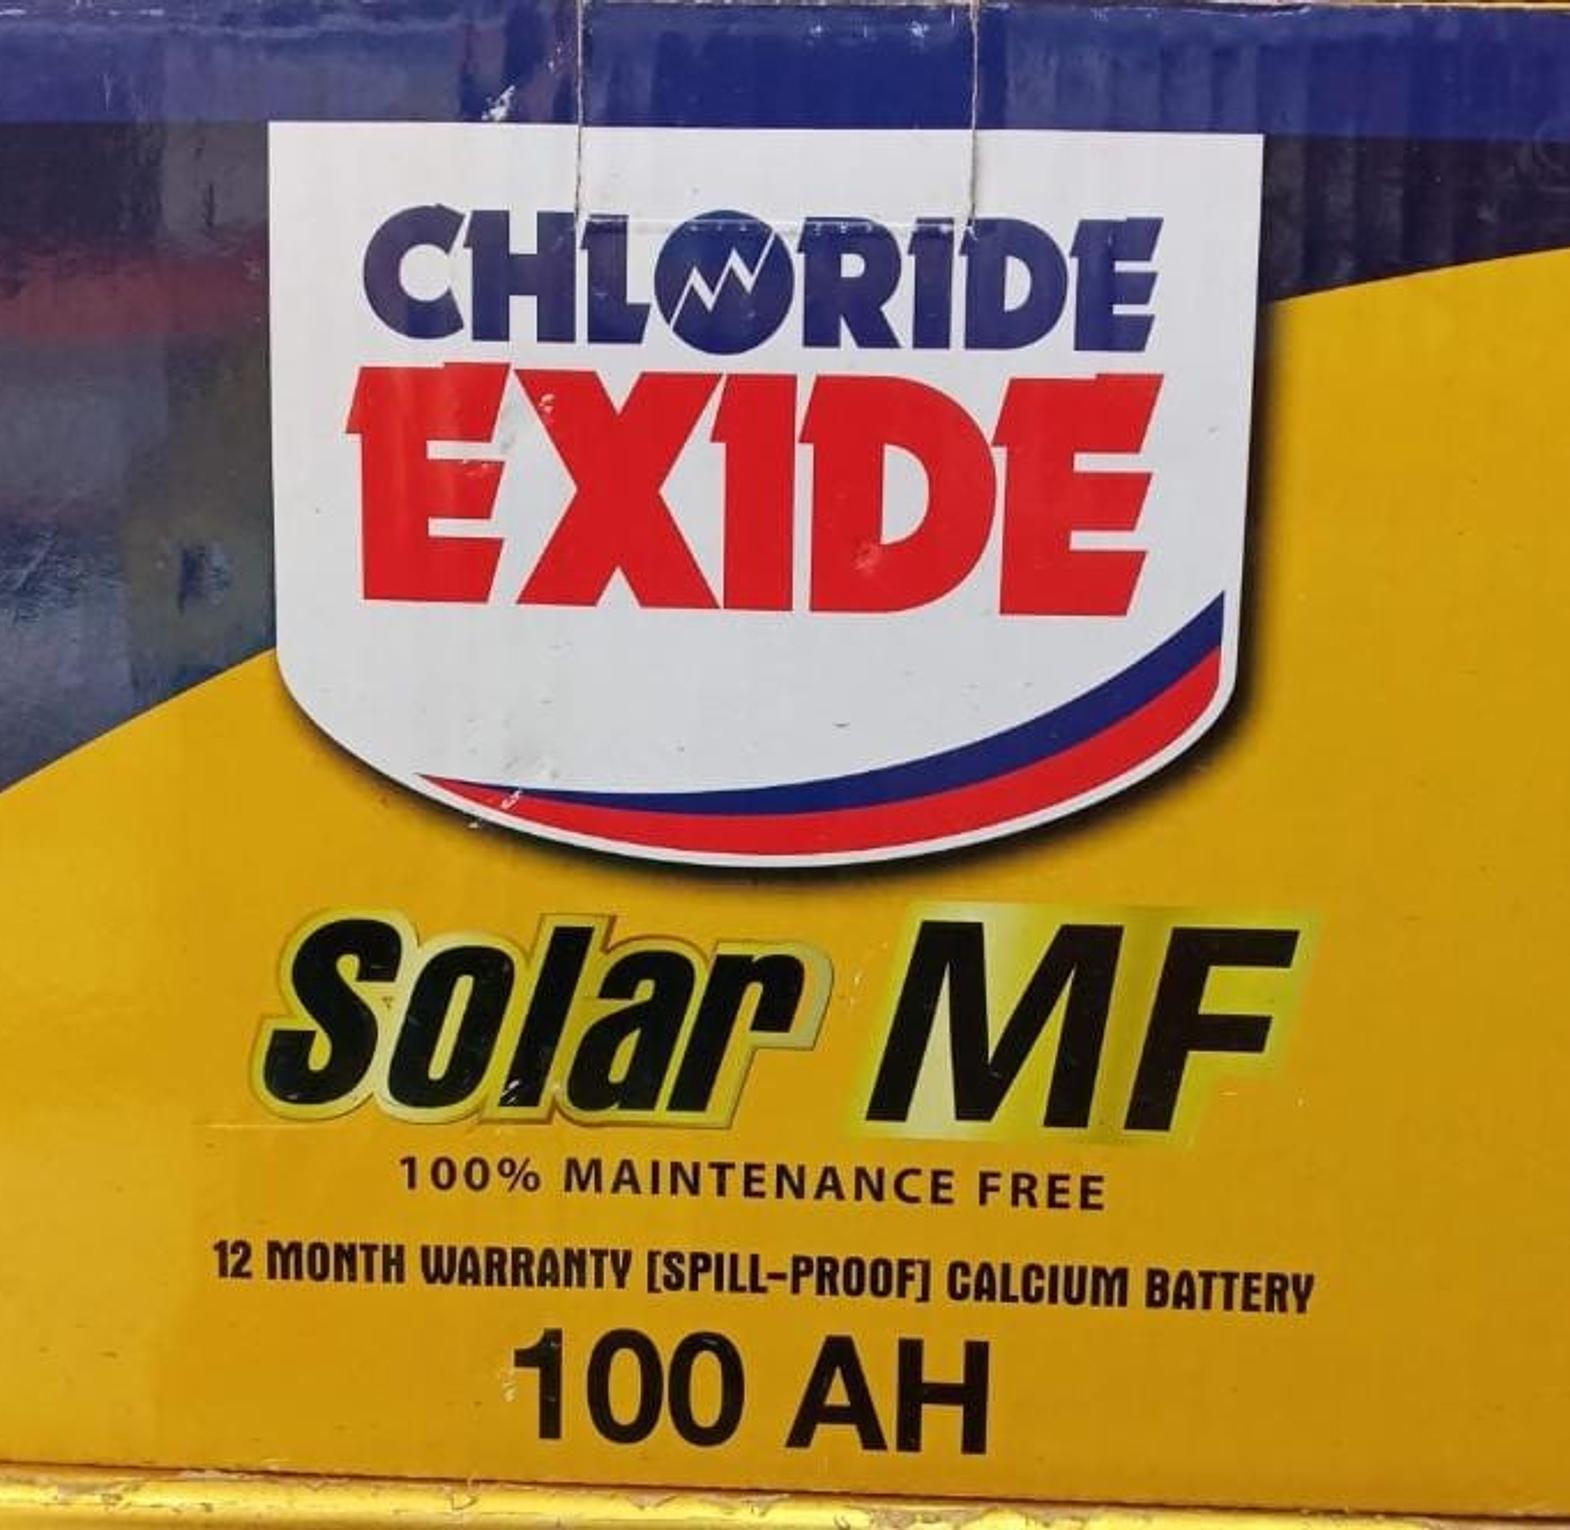 CHLORIDE
EXIDE
Solar MF
100% MAINTENANCE FREE
12 MONTH WARRANTY [SPILL-PROOF] CALCIUM BATTERY
100 AH